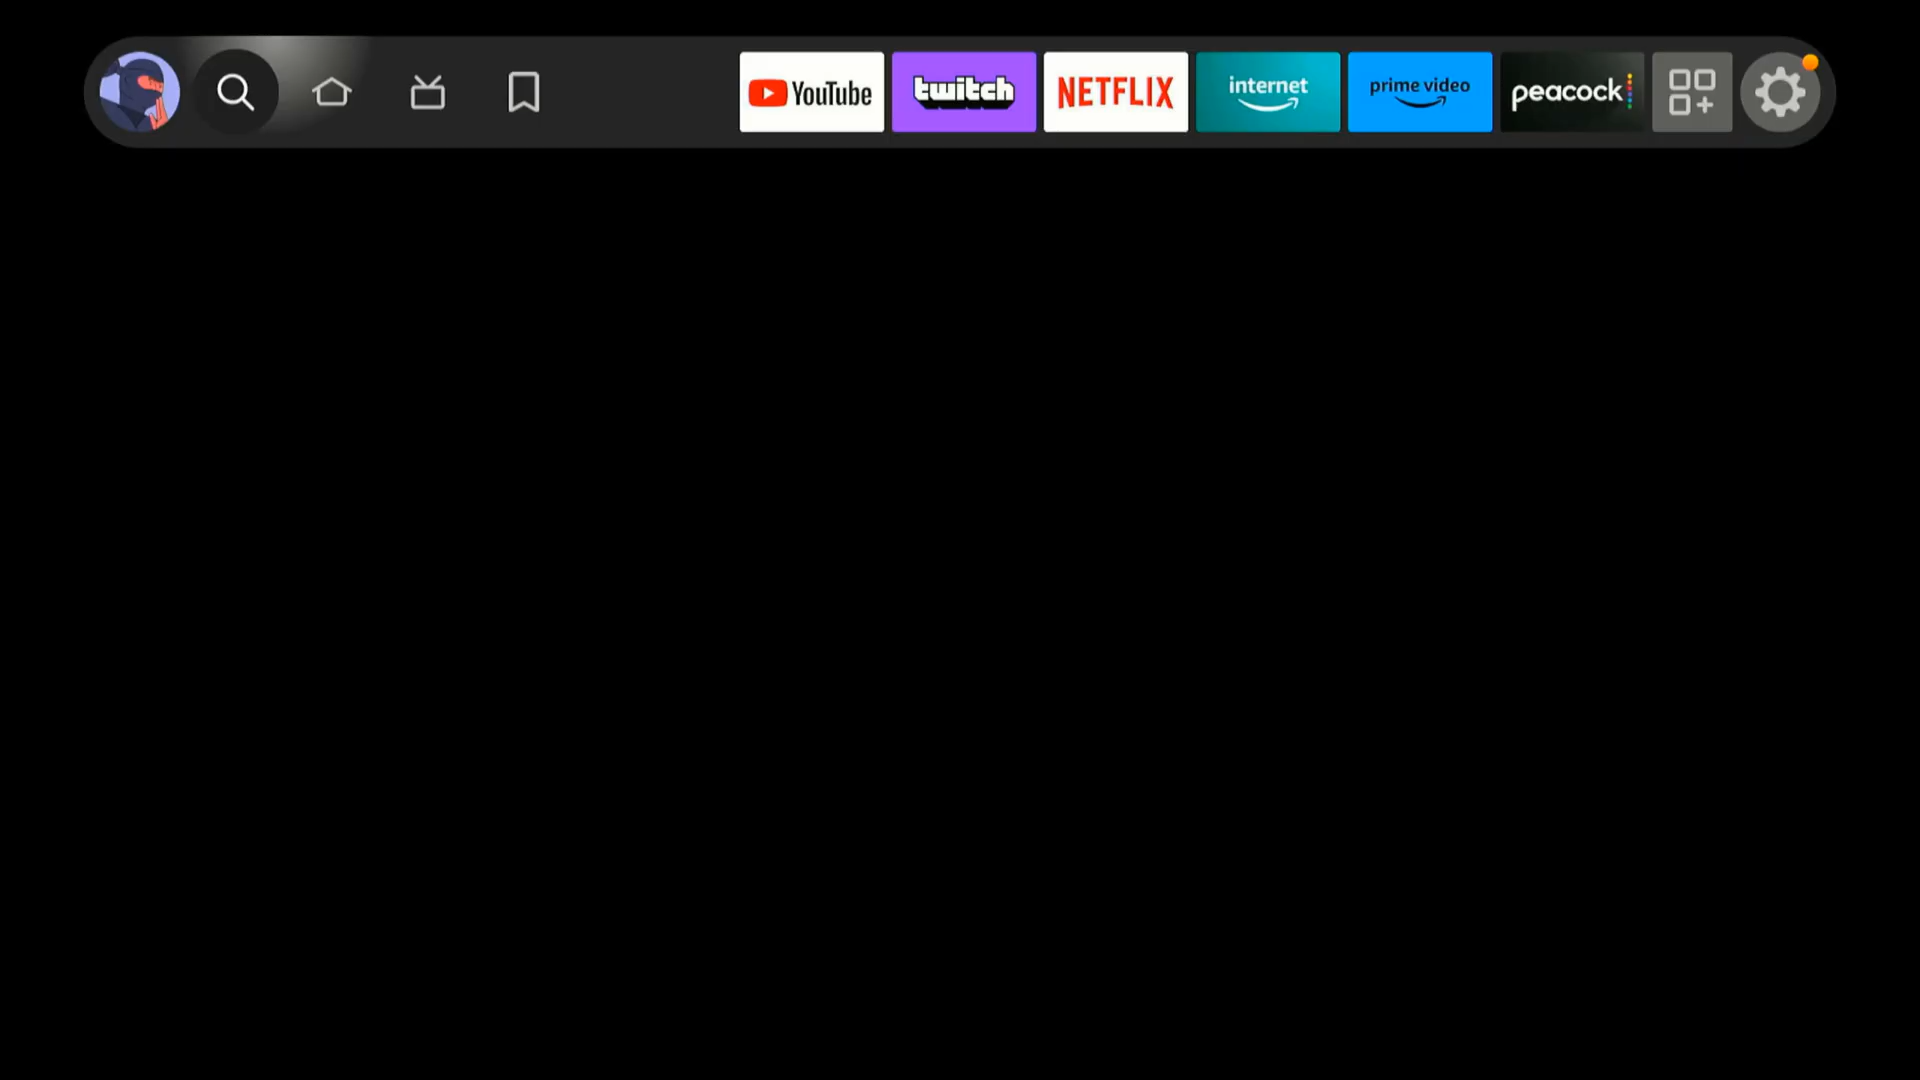 YouTube
twitch
NETFLIX
internet
prime video
peacock